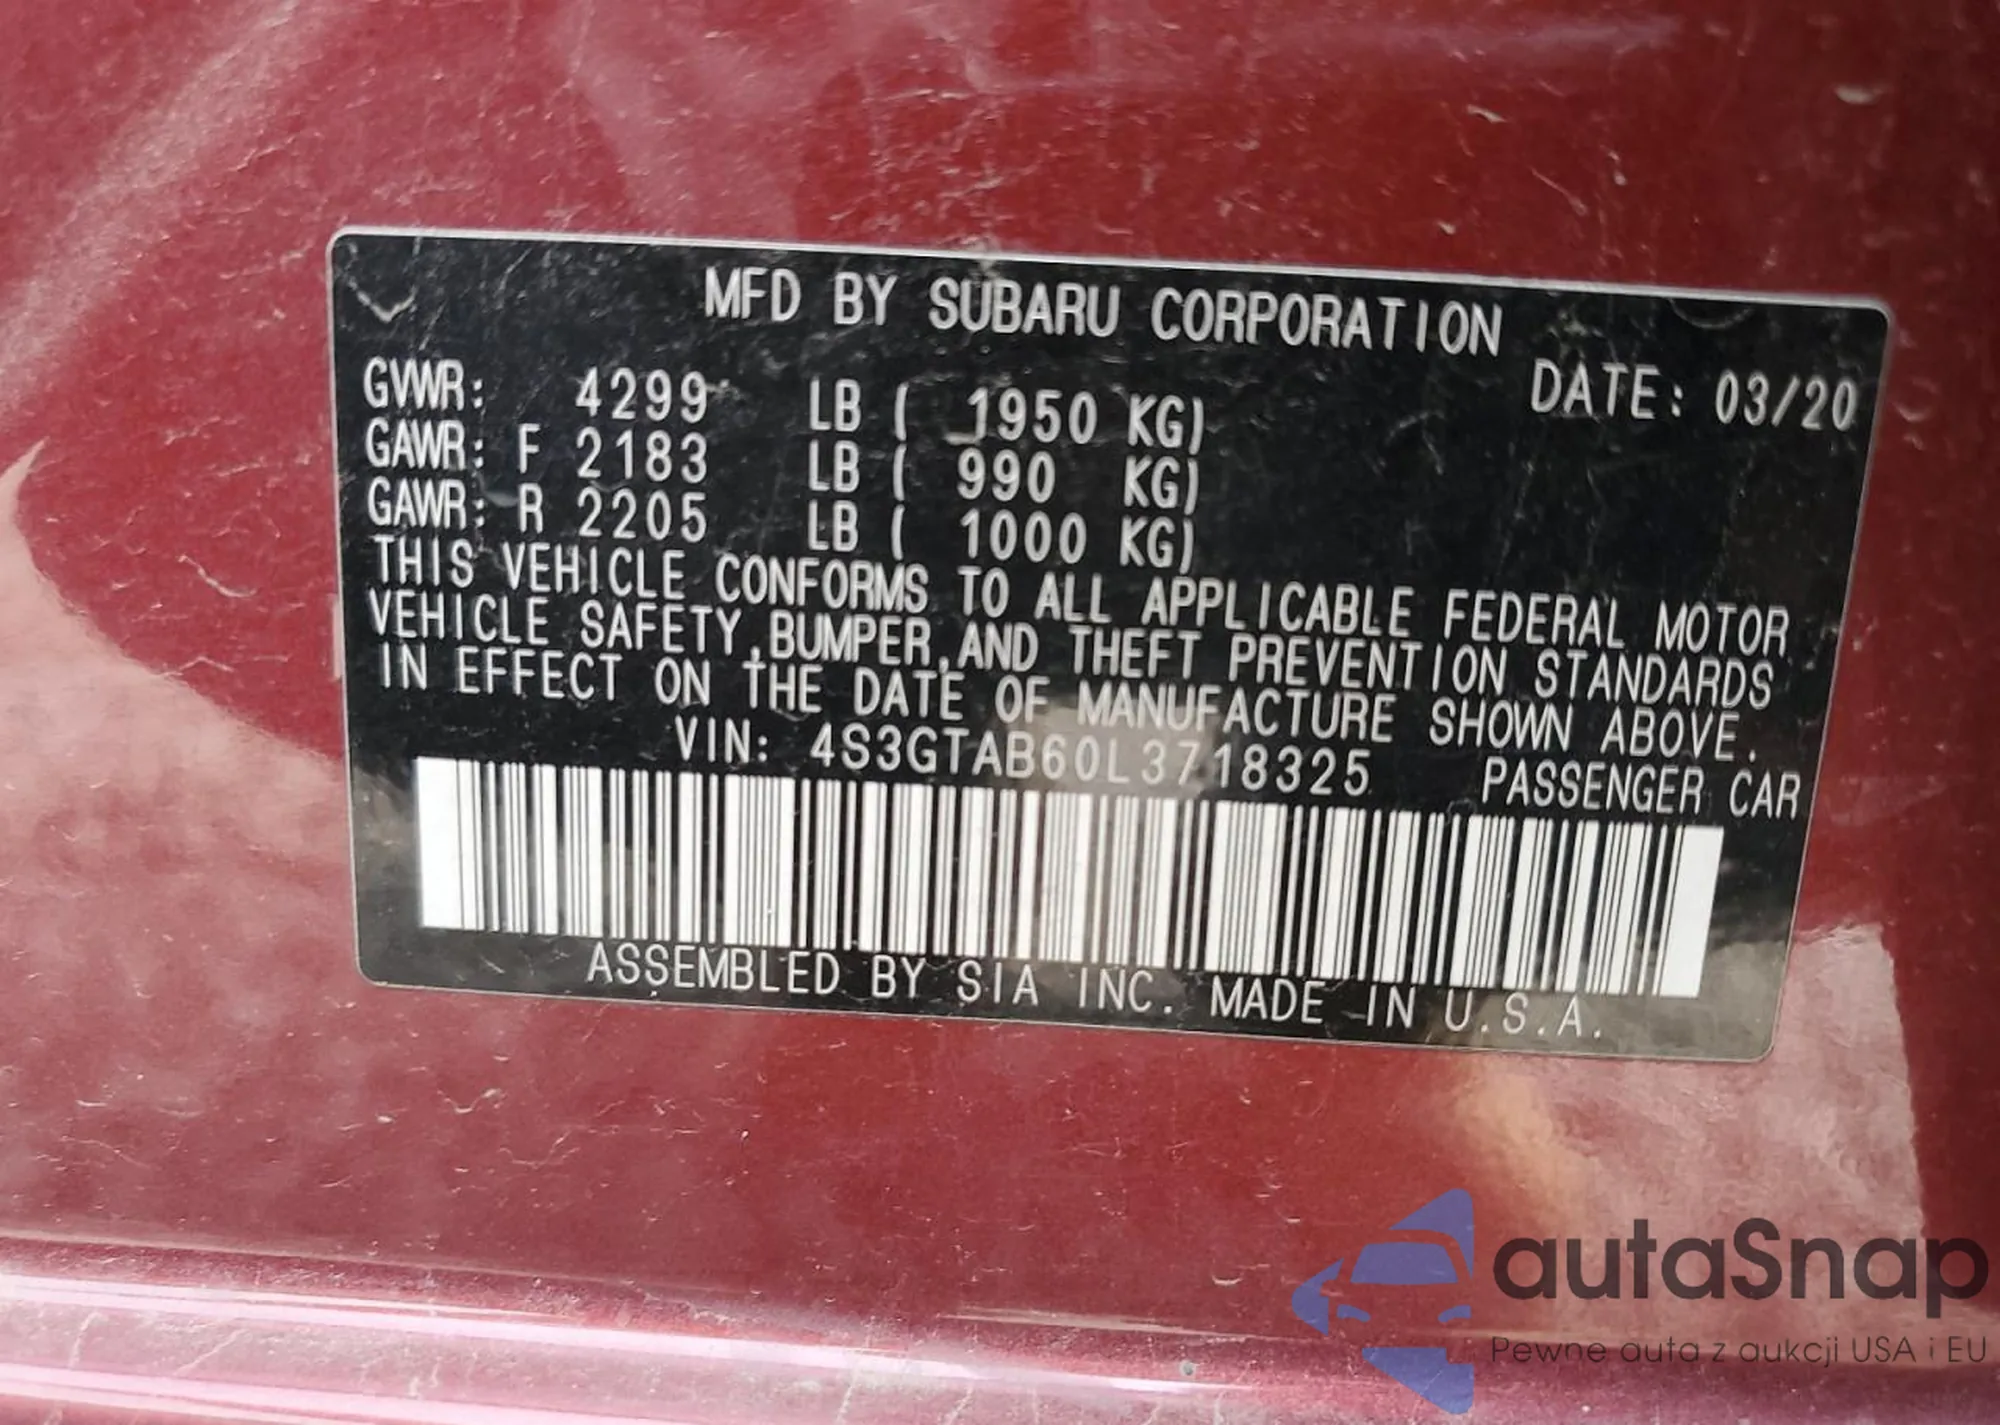 MFD BY SUBARU CORPORATION
DATE: 03/20
GVWR: 4299 LB ( 1950 KG)
GAWR: F 2183 LB ( 990 KG)
GAWR: R 2205 LB ( 1000 KG)
THIS VEHICLE CONFORMS TO ALL APPLICABLE FEDERAL MOTOR
VEHICLE SAFETY,BUMPER,AND THEFT PREVENTION STANDARDS
IN EFFECT ON THE DATE OF MANUFACTURE SHOWN ABOVE.
VIN: 4S3GTAB60L3718325 PASSENGER CAR
ASSEMBLED BY SIA INC. MADE IN U.S.A.
autaSnap
Pewne auta z aukcji USA i EU